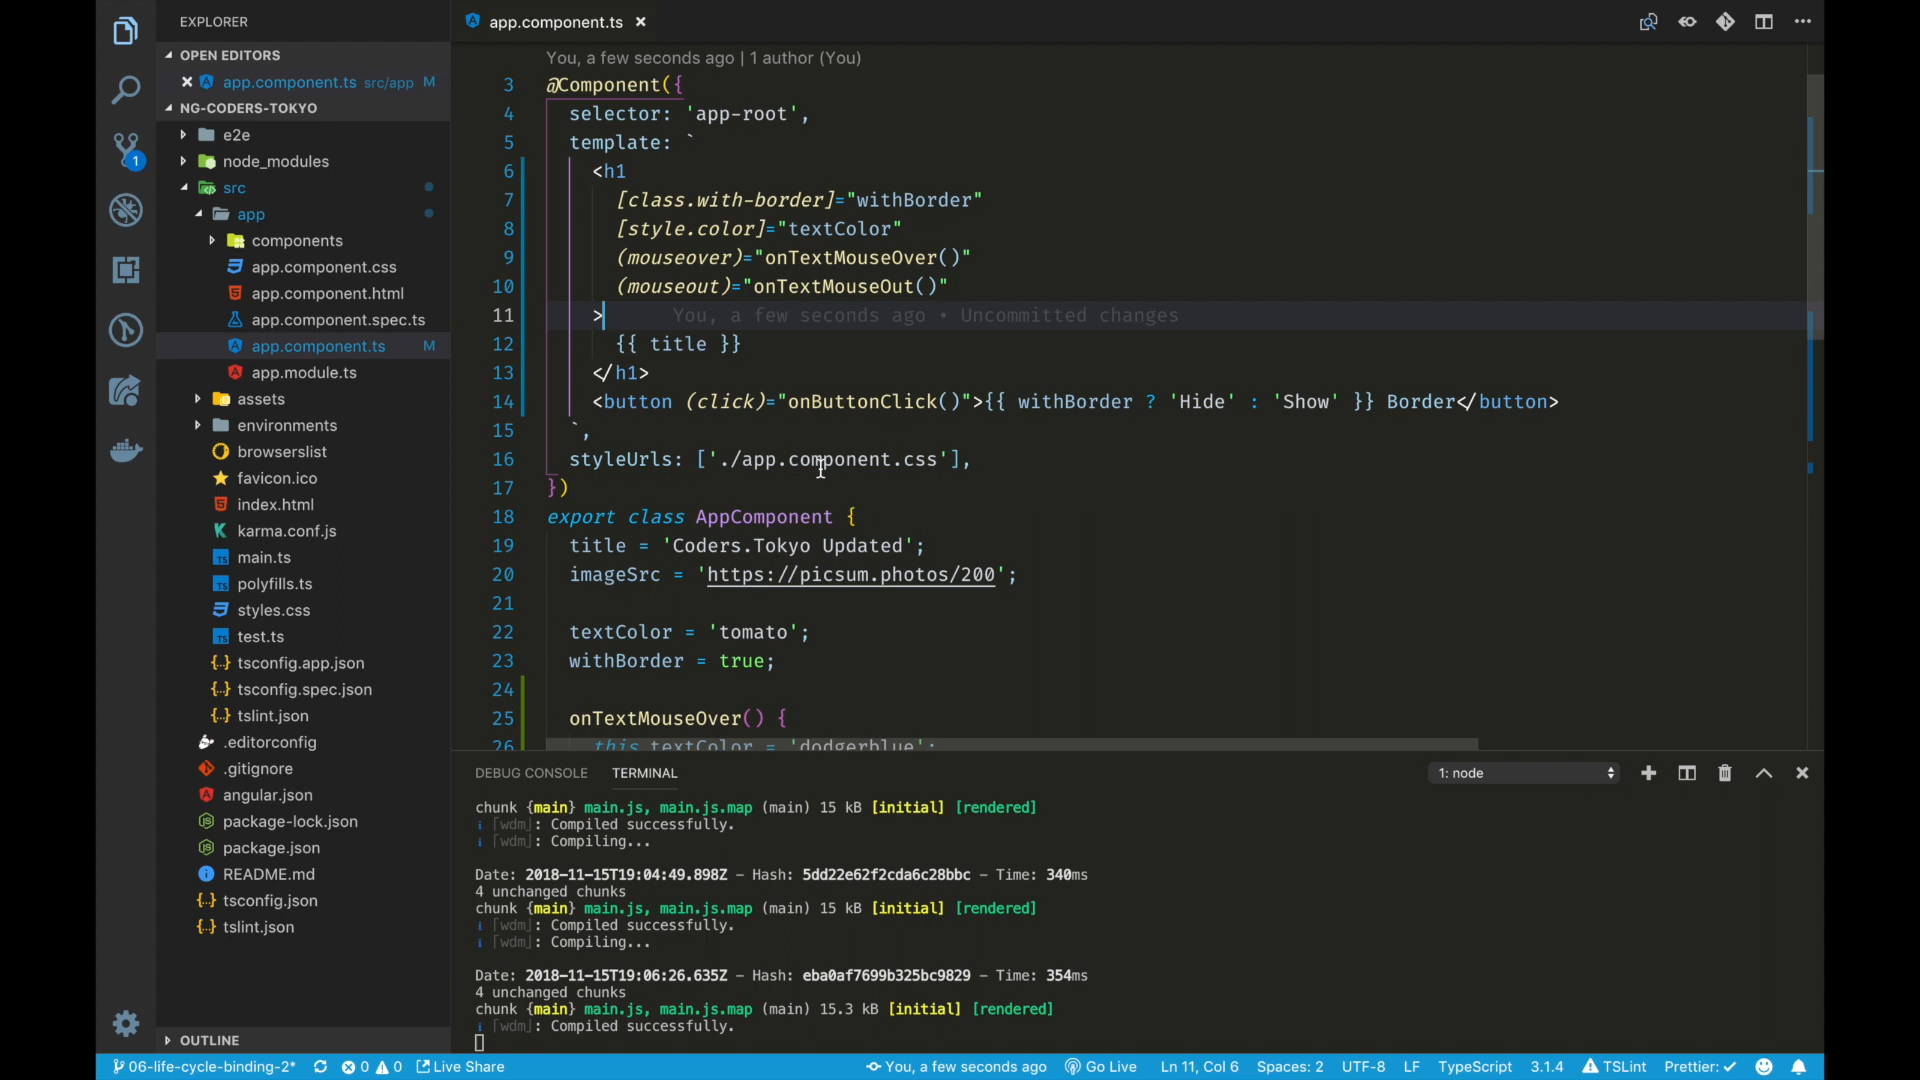 EXPLORER
OPEN EDITORS
app.component.ts src/app M
NG-CODERS-TOKYO
e2e
node_modules
src
app
components
app.component.css
app.component.html
app.component.spec.ts
app.component.ts M
app.module.ts
assets
environments
browserslist
favicon.ico
index.html
karma.conf.js
main.ts
polyfills.ts
styles.css
test.ts
tsconfig.app.json
tsconfig.spec.json
tslint.json
.editorconfig
.gitignore
angular.json
package-lock.json
package.json
README.md
tsconfig.json
tslint.json
OUTLINE
1
app.component.ts
You, a few seconds ago | 1 author (You)
3 @Component({
4 selector: 'app-root',
5 template: `
6 <h1
7 [class.with-border]="withBorder"
8 [style.color]="textColor"
9 (mouseover)="onTextMouseOver()"
10 (mouseout)="onTextMouseOut()"
11 > You, a few seconds ago • Uncommitted changes
12 {{ title }}
13 </h1>
14 <button (click)="onButtonClick()">{{ withBorder ? 'Hide' : 'Show' }} Border</button>
15 `,
16 styleUrls: ['./app.component.css'],
17 })
18 export class AppComponent {
19 title = 'Coders.Tokyo Updated';
20 imageSrc = 'https://picsum.photos/200';
21
22 textColor = 'tomato';
23 withBorder = true;
24
25 onTextMouseOver() {
26 this.textColor = 'dodgerblue';
DEBUG CONSOLE TERMINAL 1: node
chunk {main} main.js, main.js.map (main) 15 kB [initial] [rendered]
i ｢wdm｣: Compiled successfully.
i ｢wdm｣: Compiling...
Date: 2018-11-15T19:04:49.898Z - Hash: 5dd22e62f2cda6c28bbc - Time: 340ms
4 unchanged chunks
chunk {main} main.js, main.js.map (main) 15 kB [initial] [rendered]
i ｢wdm｣: Compiled successfully.
i ｢wdm｣: Compiling...
Date: 2018-11-15T19:06:26.635Z - Hash: eba0af7699b325bc9829 - Time: 354ms
4 unchanged chunks
chunk {main} main.js, main.js.map (main) 15.3 kB [initial] [rendered]
i ｢wdm｣: Compiled successfully.
06-life-cycle-binding-2* 0 0 Live Share You, a few seconds ago Go Live Ln 11, Col 6 Spaces: 2 UTF-8 LF TypeScript 3.1.4 TSLint Prettier: ✓